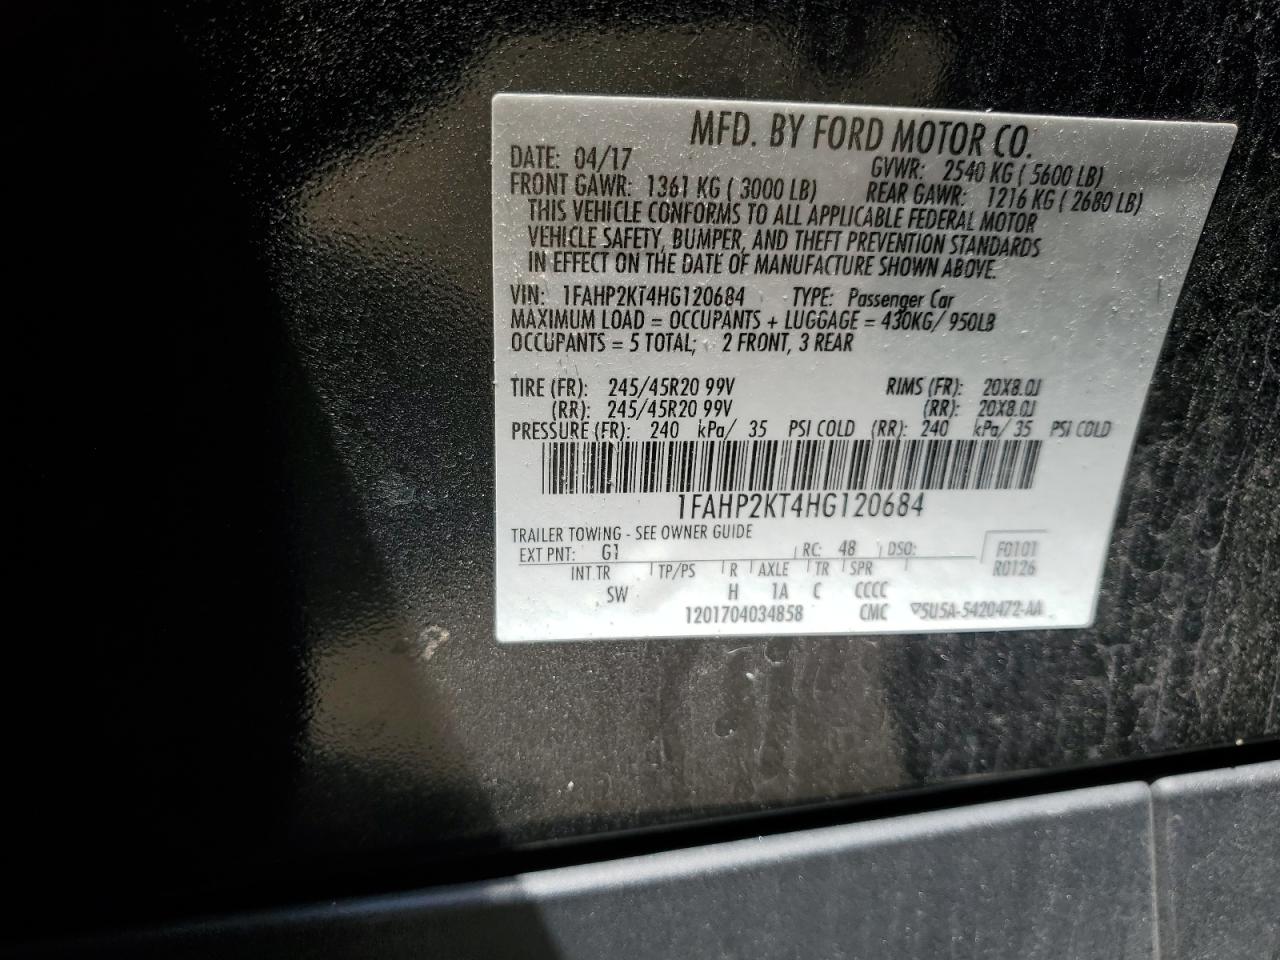 MFD. BY FORD MOTOR CO.
DATE: 04/17 GVWR: 2540 KG ( 5600 LB)
FRONT GAWR: 1361 KG ( 3000 LB) REAR GAWR: 1216 KG ( 2680 LB)
THIS VEHICLE CONFORMS TO ALL APPLICABLE FEDERAL MOTOR
VEHICLE SAFETY, BUMPER, AND THEFT PREVENTION STANDARDS
IN EFFECT ON THE DATE OF MANUFACTURE SHOWN ABOVE.
VIN: 1FAHP2KT4HG120684 TYPE: Passenger Car
MAXIMUM LOAD = OCCUPANTS + LUGGAGE = 430KG/ 950LB
OCCUPANTS = 5 TOTAL; 2 FRONT, 3 REAR
TIRE (FR): 245/45R20 99V RIMS (FR): 20X8.0J
(RR): 245/45R20 99V (RR): 20X8.0J
PRESSURE (FR): 240 kPa/ 35 PSI COLD (RR): 240 kPa/ 35 PSI COLD
1FAHP2KT4HG120684
TRAILER TOWING - SEE OWNER GUIDE
EXT PNT: G1 RC: 48 DSO: F0101
INT TR TP/PS R AXLE TR SPR R0126
SW H 1A C CCCC
1201704034858 CMC 5U5A-5420472-AA